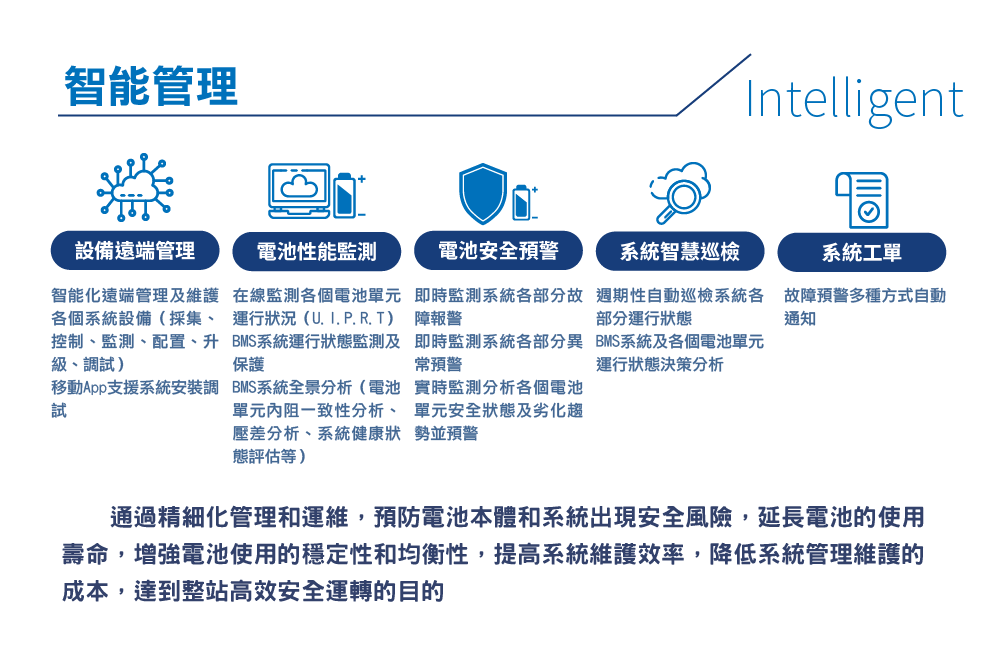 智能管理
Intelligent
設備遠端管理
智能化遠端管理及維護
各個系統設備（採集、
控制、監測、配置、升
級、調試）
移動App支援系統安裝調
試
電池性能監測
在線監測各個電池單元
運行狀況（U.I.P.R.T）
BMS系統運行狀態監測及
保護
BMS系統全景分析（電池
單元內阻一致性分析、
壓差分析、系統健康狀
態評估等）
電池安全預警
即時監測系統各部分故
障報警
即時監測系統各部分異
常預警
實時監測分析各個電池
單元安全狀態及劣化趨
勢並預警
系統智慧巡檢
週期性自動巡檢系統各
部分運行狀態
BMS系統及各個電池單元
運行狀態決策分析
系統工單
故障預警多種方式自動
通知
通過精細化管理和運維，預防電池本體和系統出現安全風險，延長電池的使用
壽命，增強電池使用的穩定性和均衡性，提高系統維護效率，降低系統管理維護的
成本，達到整站高效安全運轉的目的